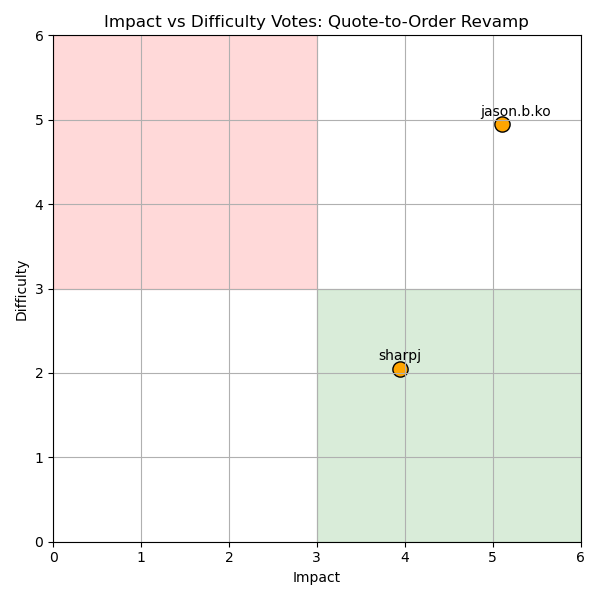 Impact vs Difficulty Votes: Quote-to-Order Revamp
6
jason.b.ko
5
4
Difficulty
3
sharpj
2
1
0
0 1 2 3 4 5 6
Impact